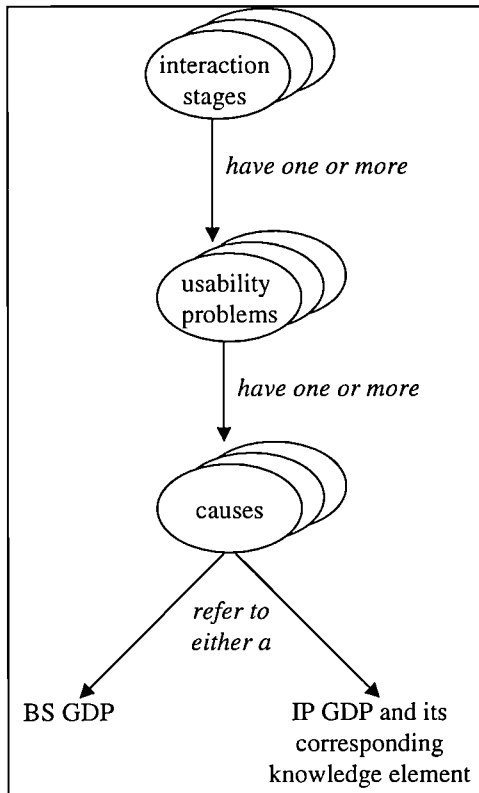 interaction
stages
have one or more
usability
problems
have one or more
causes
refer to
either a
BS GDP
IP GDP and its
corresponding
knowledge element